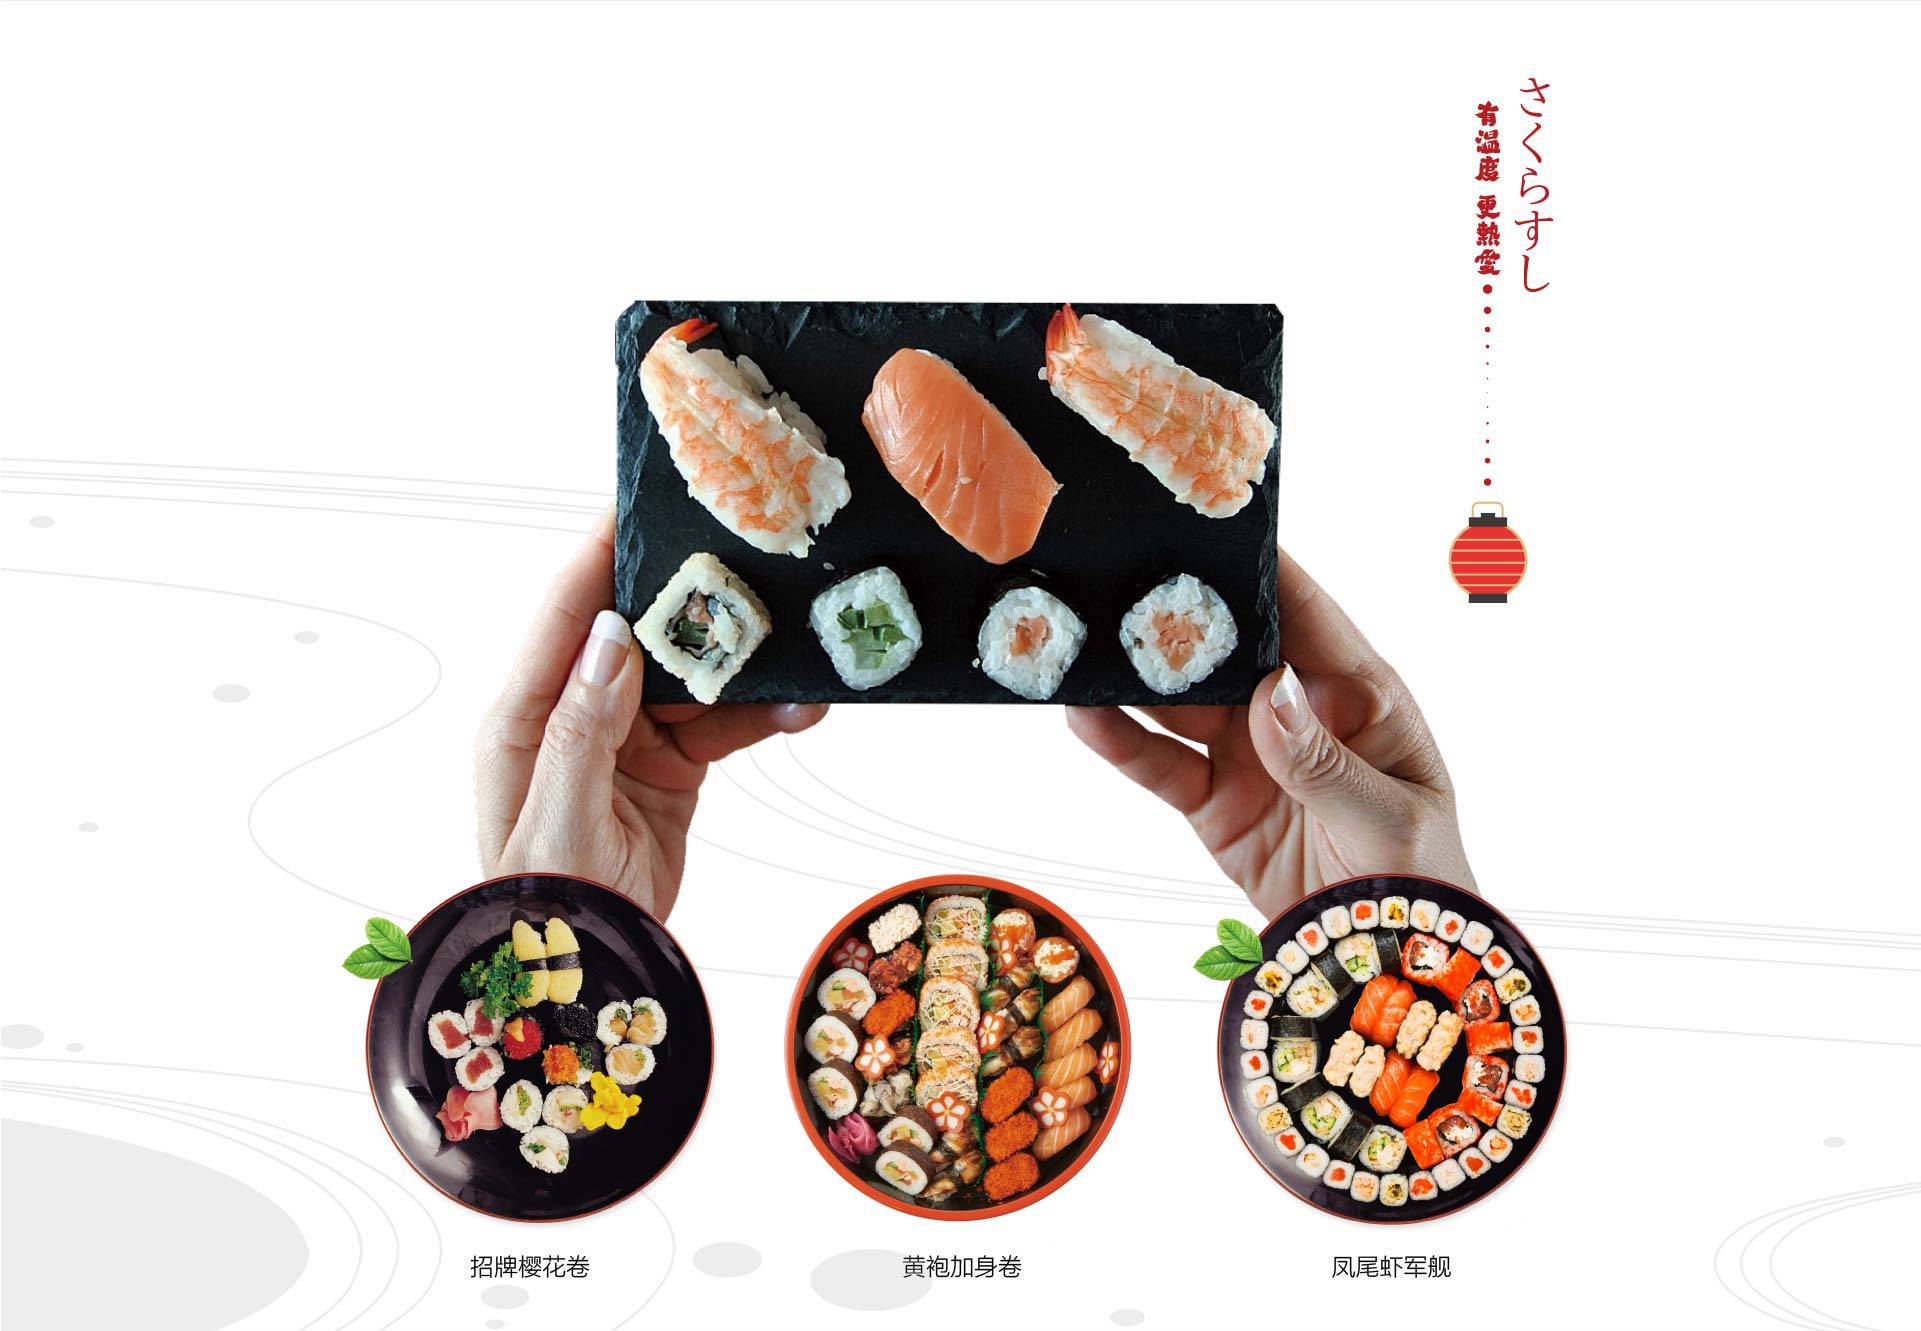 さくらすし
有温度 更熱愛
招牌樱花卷
黄袍加身卷
凤尾虾军舰